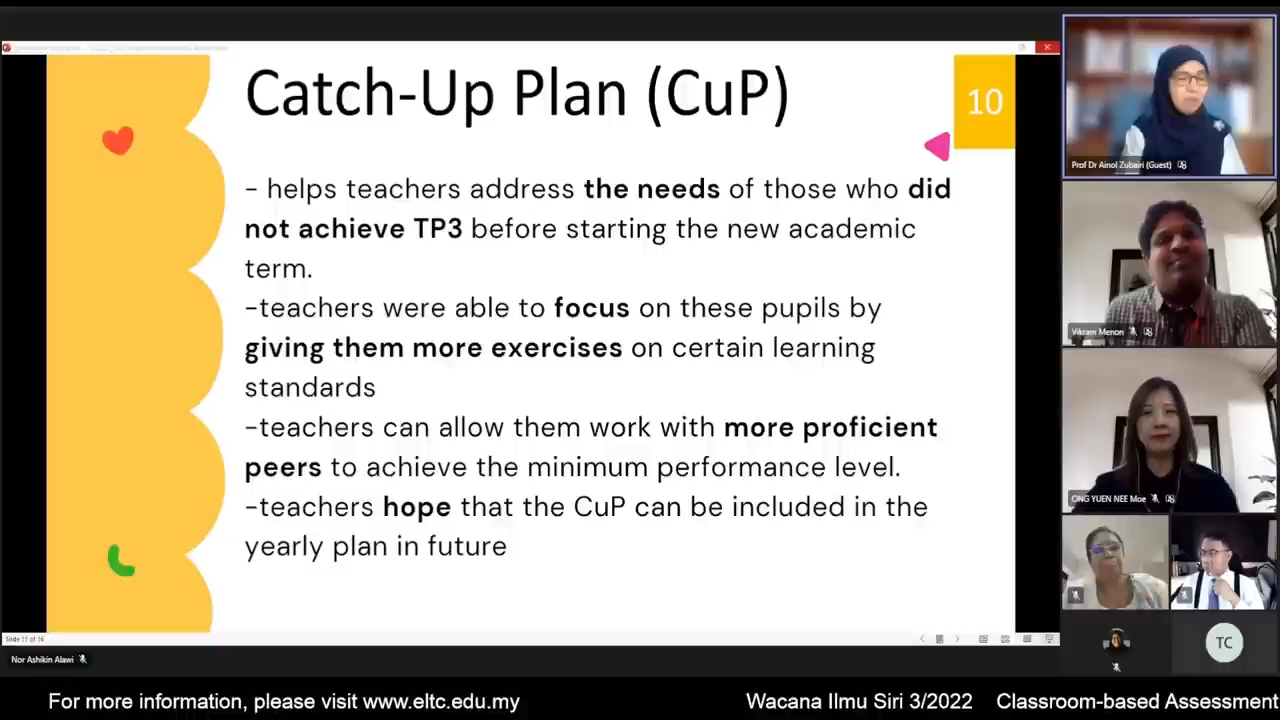 Catch-Up Plan (CuP)
10
- helps teachers address the needs of those who did
not achieve TP3 before starting the new academic
term.
-teachers were able to focus on these pupils by
giving them more exercises on certain learning
standards
-teachers can allow them work with more proficient
peers to achieve the minimum performance level.
-teachers hope that the CuP can be included in the
yearly plan in future
Slide 11 of 16
Nor Ashikin Alawi
Prof Dr Ainol Zubairi (Guest)
Vikram Menon
ONG YUEN NEE Moe
TC
For more information, please visit www.eltc.edu.my
Wacana Ilmu Siri 3/2022 Classroom-based Assessment